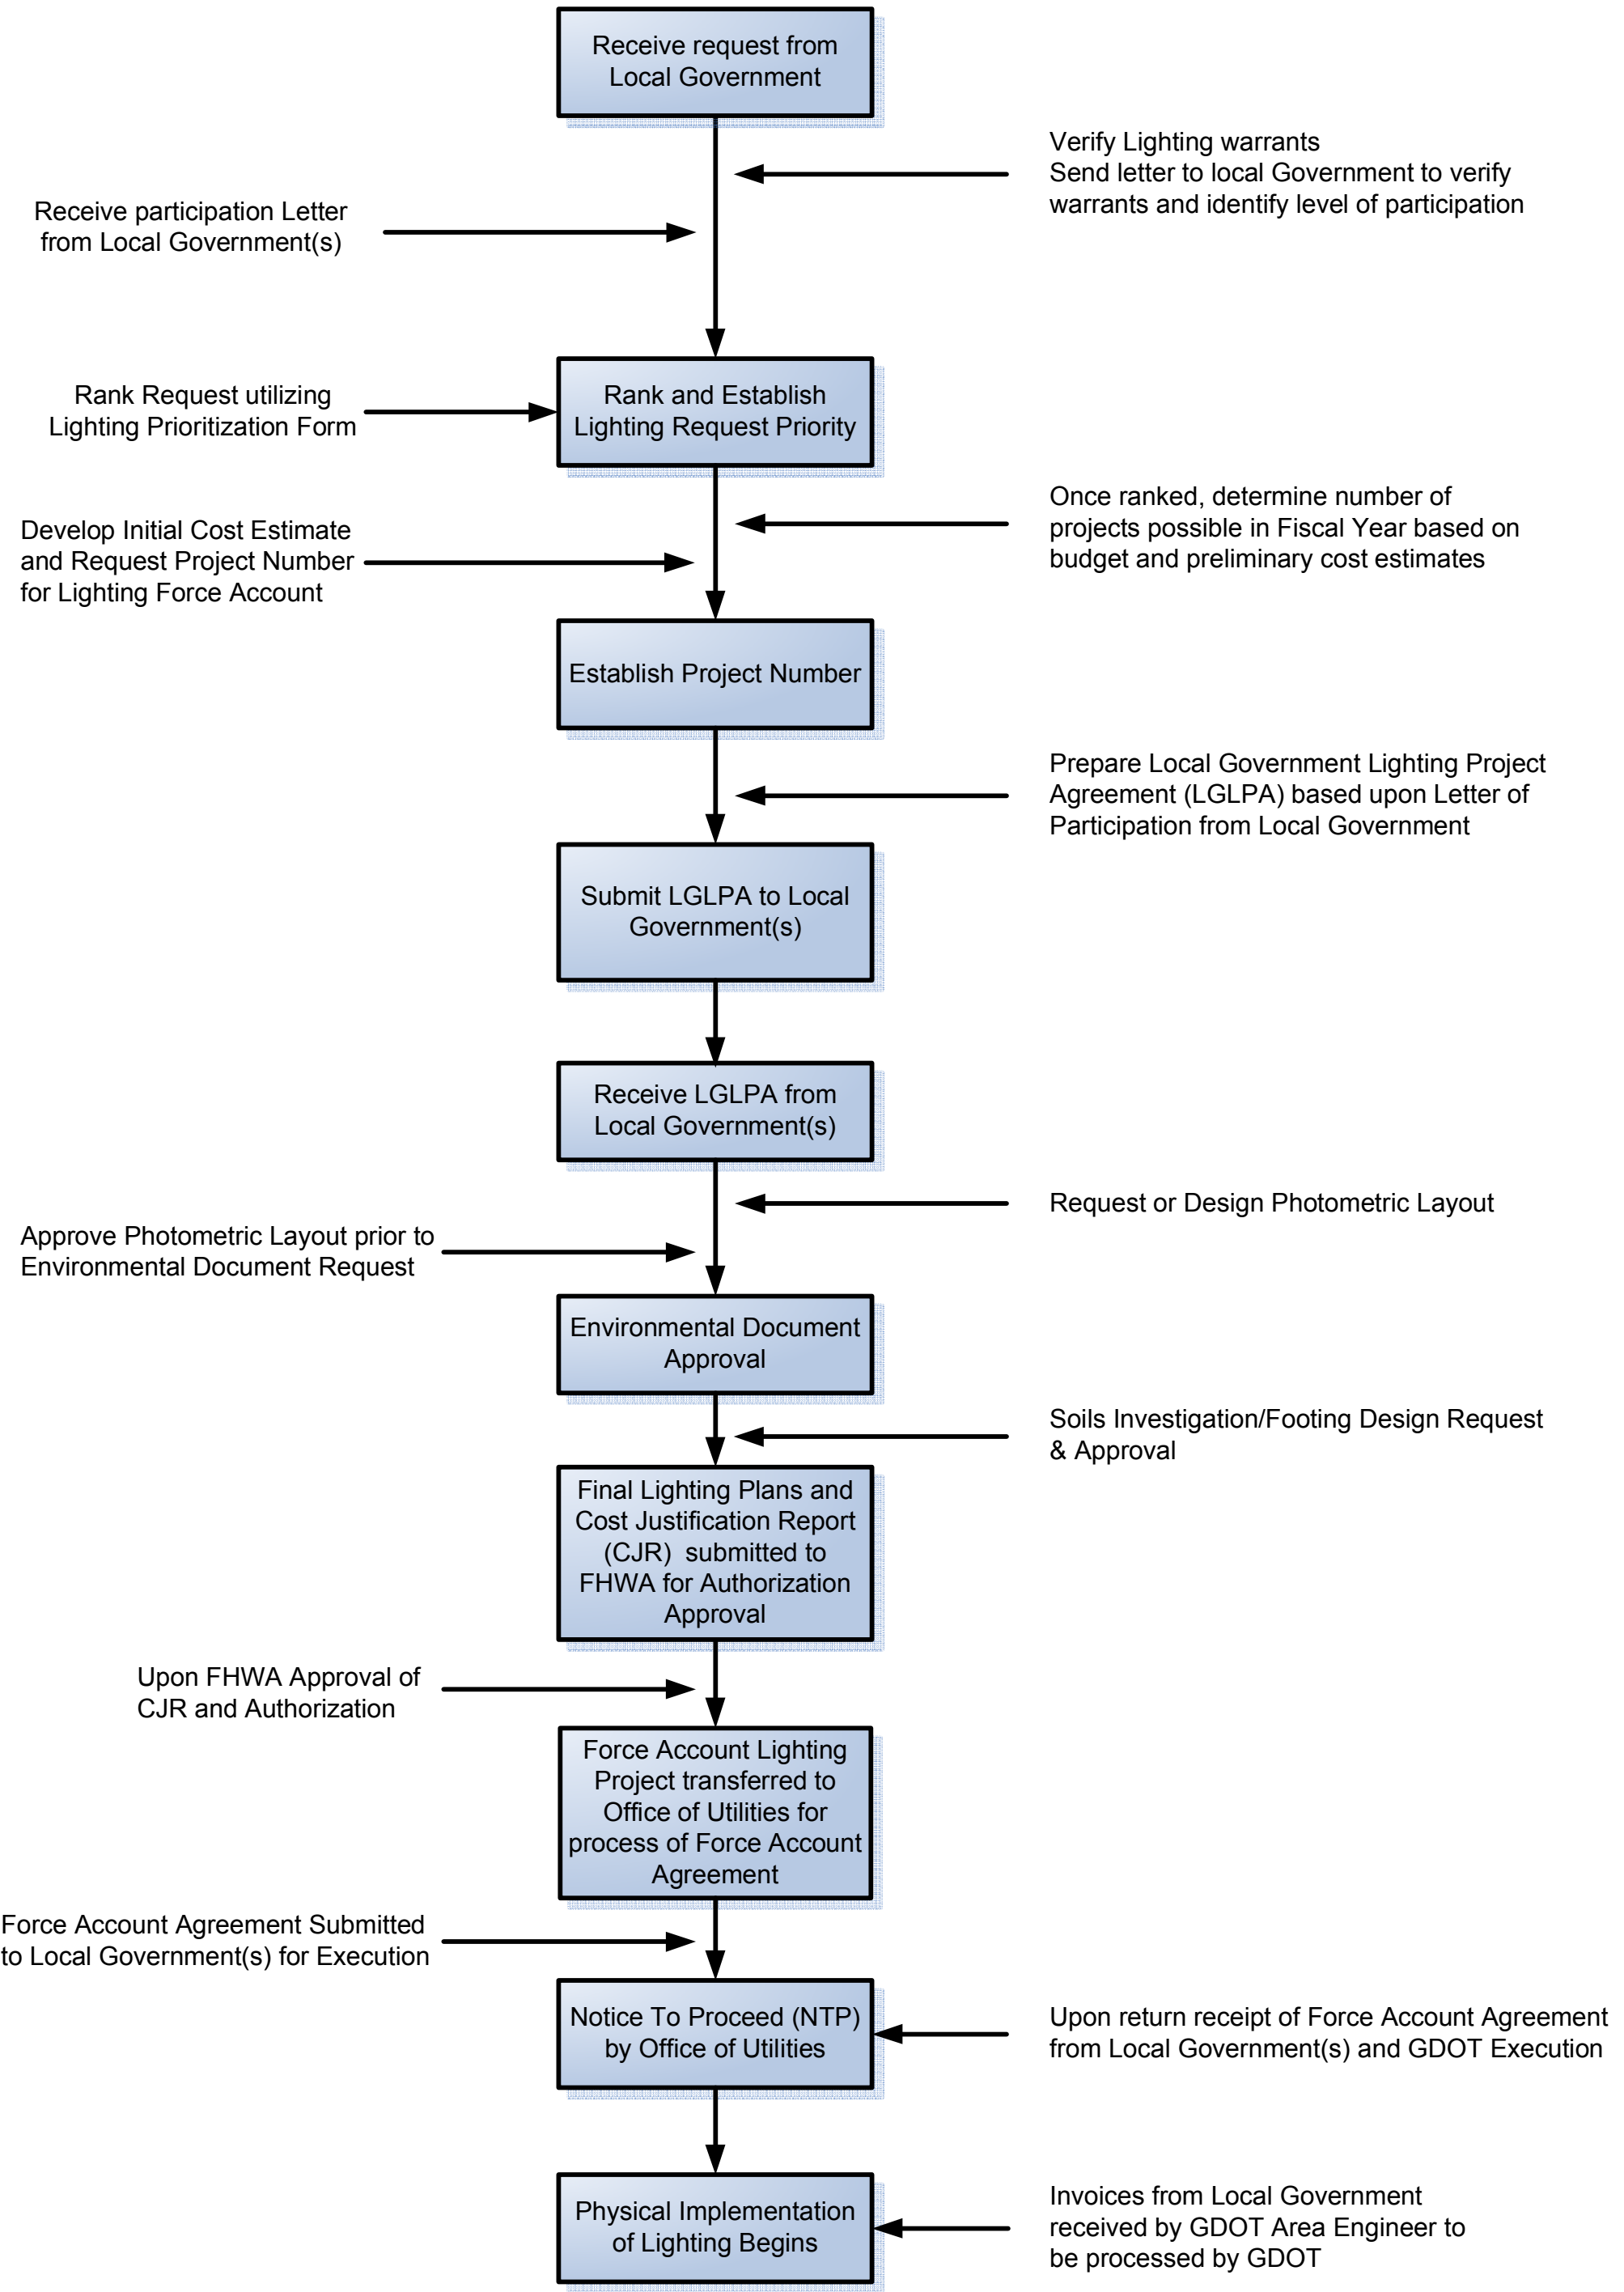 Receive request from
Local Government
Verify Lighting warrants
Send letter to local Government to verify
warrants and identify level of participation
Receive participation Letter
from Local Government(s)
Rank Request utilizing
Lighting Prioritization Form
Rank and Establish
Lighting Request Priority
Once ranked, determine number of
projects possible in Fiscal Year based on
budget and preliminary cost estimates
Develop Initial Cost Estimate
and Request Project Number
for Lighting Force Account
Establish Project Number
Prepare Local Government Lighting Project
Agreement (LGLPA) based upon Letter of
Participation from Local Government
Submit LGLPA to Local
Government(s)
Receive LGLPA from
Local Government(s)
Request or Design Photometric Layout
Approve Photometric Layout prior to
Environmental Document Request
Environmental Document
Approval
Soils Investigation/Footing Design Request
& Approval
Final Lighting Plans and
Cost Justification Report
(CJR) submitted to
FHWA for Authorization
Approval
Upon FHWA Approval of
CJR and Authorization
Force Account Lighting
Project transferred to
Office of Utilities for
process of Force Account
Agreement
Force Account Agreement Submitted
to Local Government(s) for Execution
Notice To Proceed (NTP)
by Office of Utilities
Upon return receipt of Force Account Agreement
from Local Government(s) and GDOT Execution
Physical Implementation
of Lighting Begins
Invoices from Local Government
received by GDOT Area Engineer to
be processed by GDOT